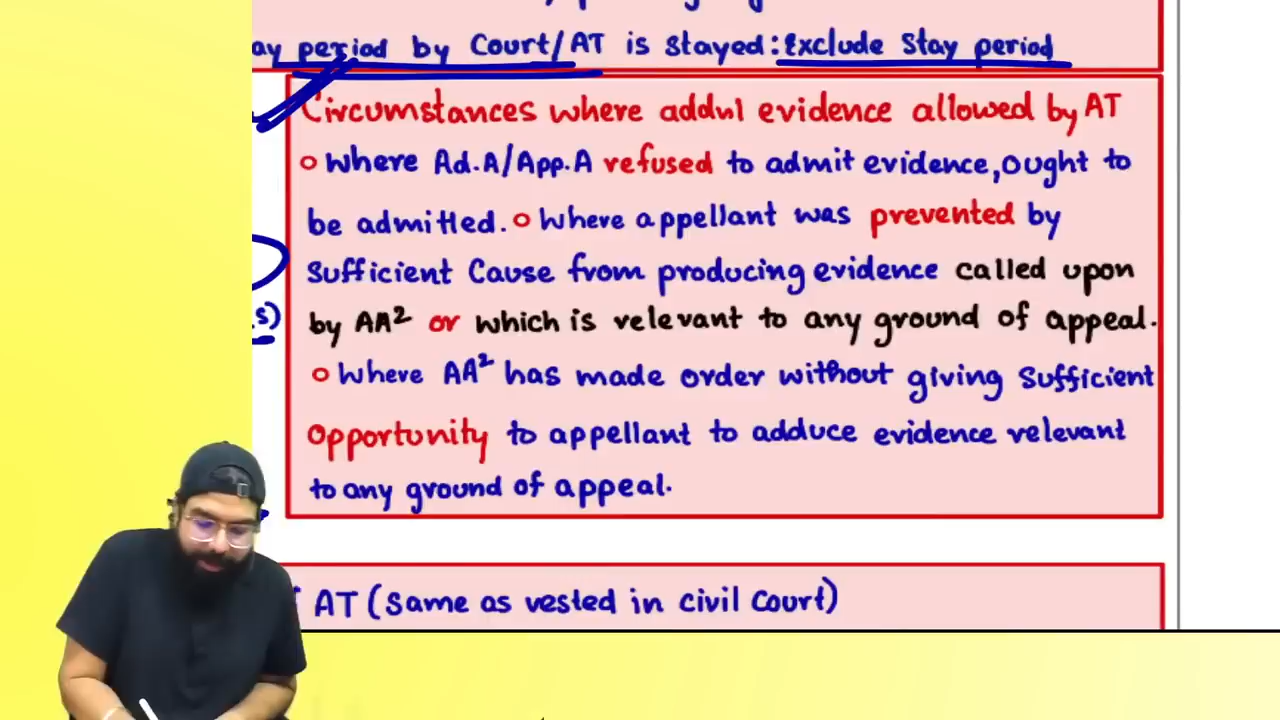 period by Court/AT is stayed: Exclude Stay period
Circumstances where addnl evidence allowed by AT
o where Ad.A/App.A refused to admit evidence, ought to
be admitted. o where appellant was prevented by
sufficient Cause from producing evidence called upon
by AA² or which is relevant to any ground of appeal.
o where AA² has made order without giving sufficient
opportunity to appellant to adduce evidence relevant
to any ground of appeal.
AT (same as vested in civil Court)